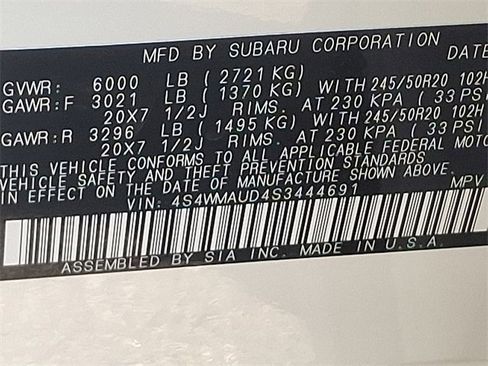 MFD BY SUBARU CORPORATION DATE
GVWR: 6000 LB (2721 KG)
GAWR:F 3021 LB (1370 KG) WITH 245/50R20 102H
20X7 1/2J RIMS. AT 230 KPA (33 PSI
GAWR:R 3296 LB (1495 KG) WITH 245/50R20 102H
20X7 1/2J RIMS. AT 230 KPA (33 PSI
THIS VEHICLE CONFORMS TO ALL APPLICABLE FEDERAL MOTO
VEHICLE SAFETY AND THEFT PREVENTION STANDARDS
IN EFFECT ON THE DATE OF MANUFACTURE SHOWN ABOVE.
VIN: 4S4WMAUD4S3444691 MPV
ASSEMBLED BY SIA INC. MADE IN U.S.A.